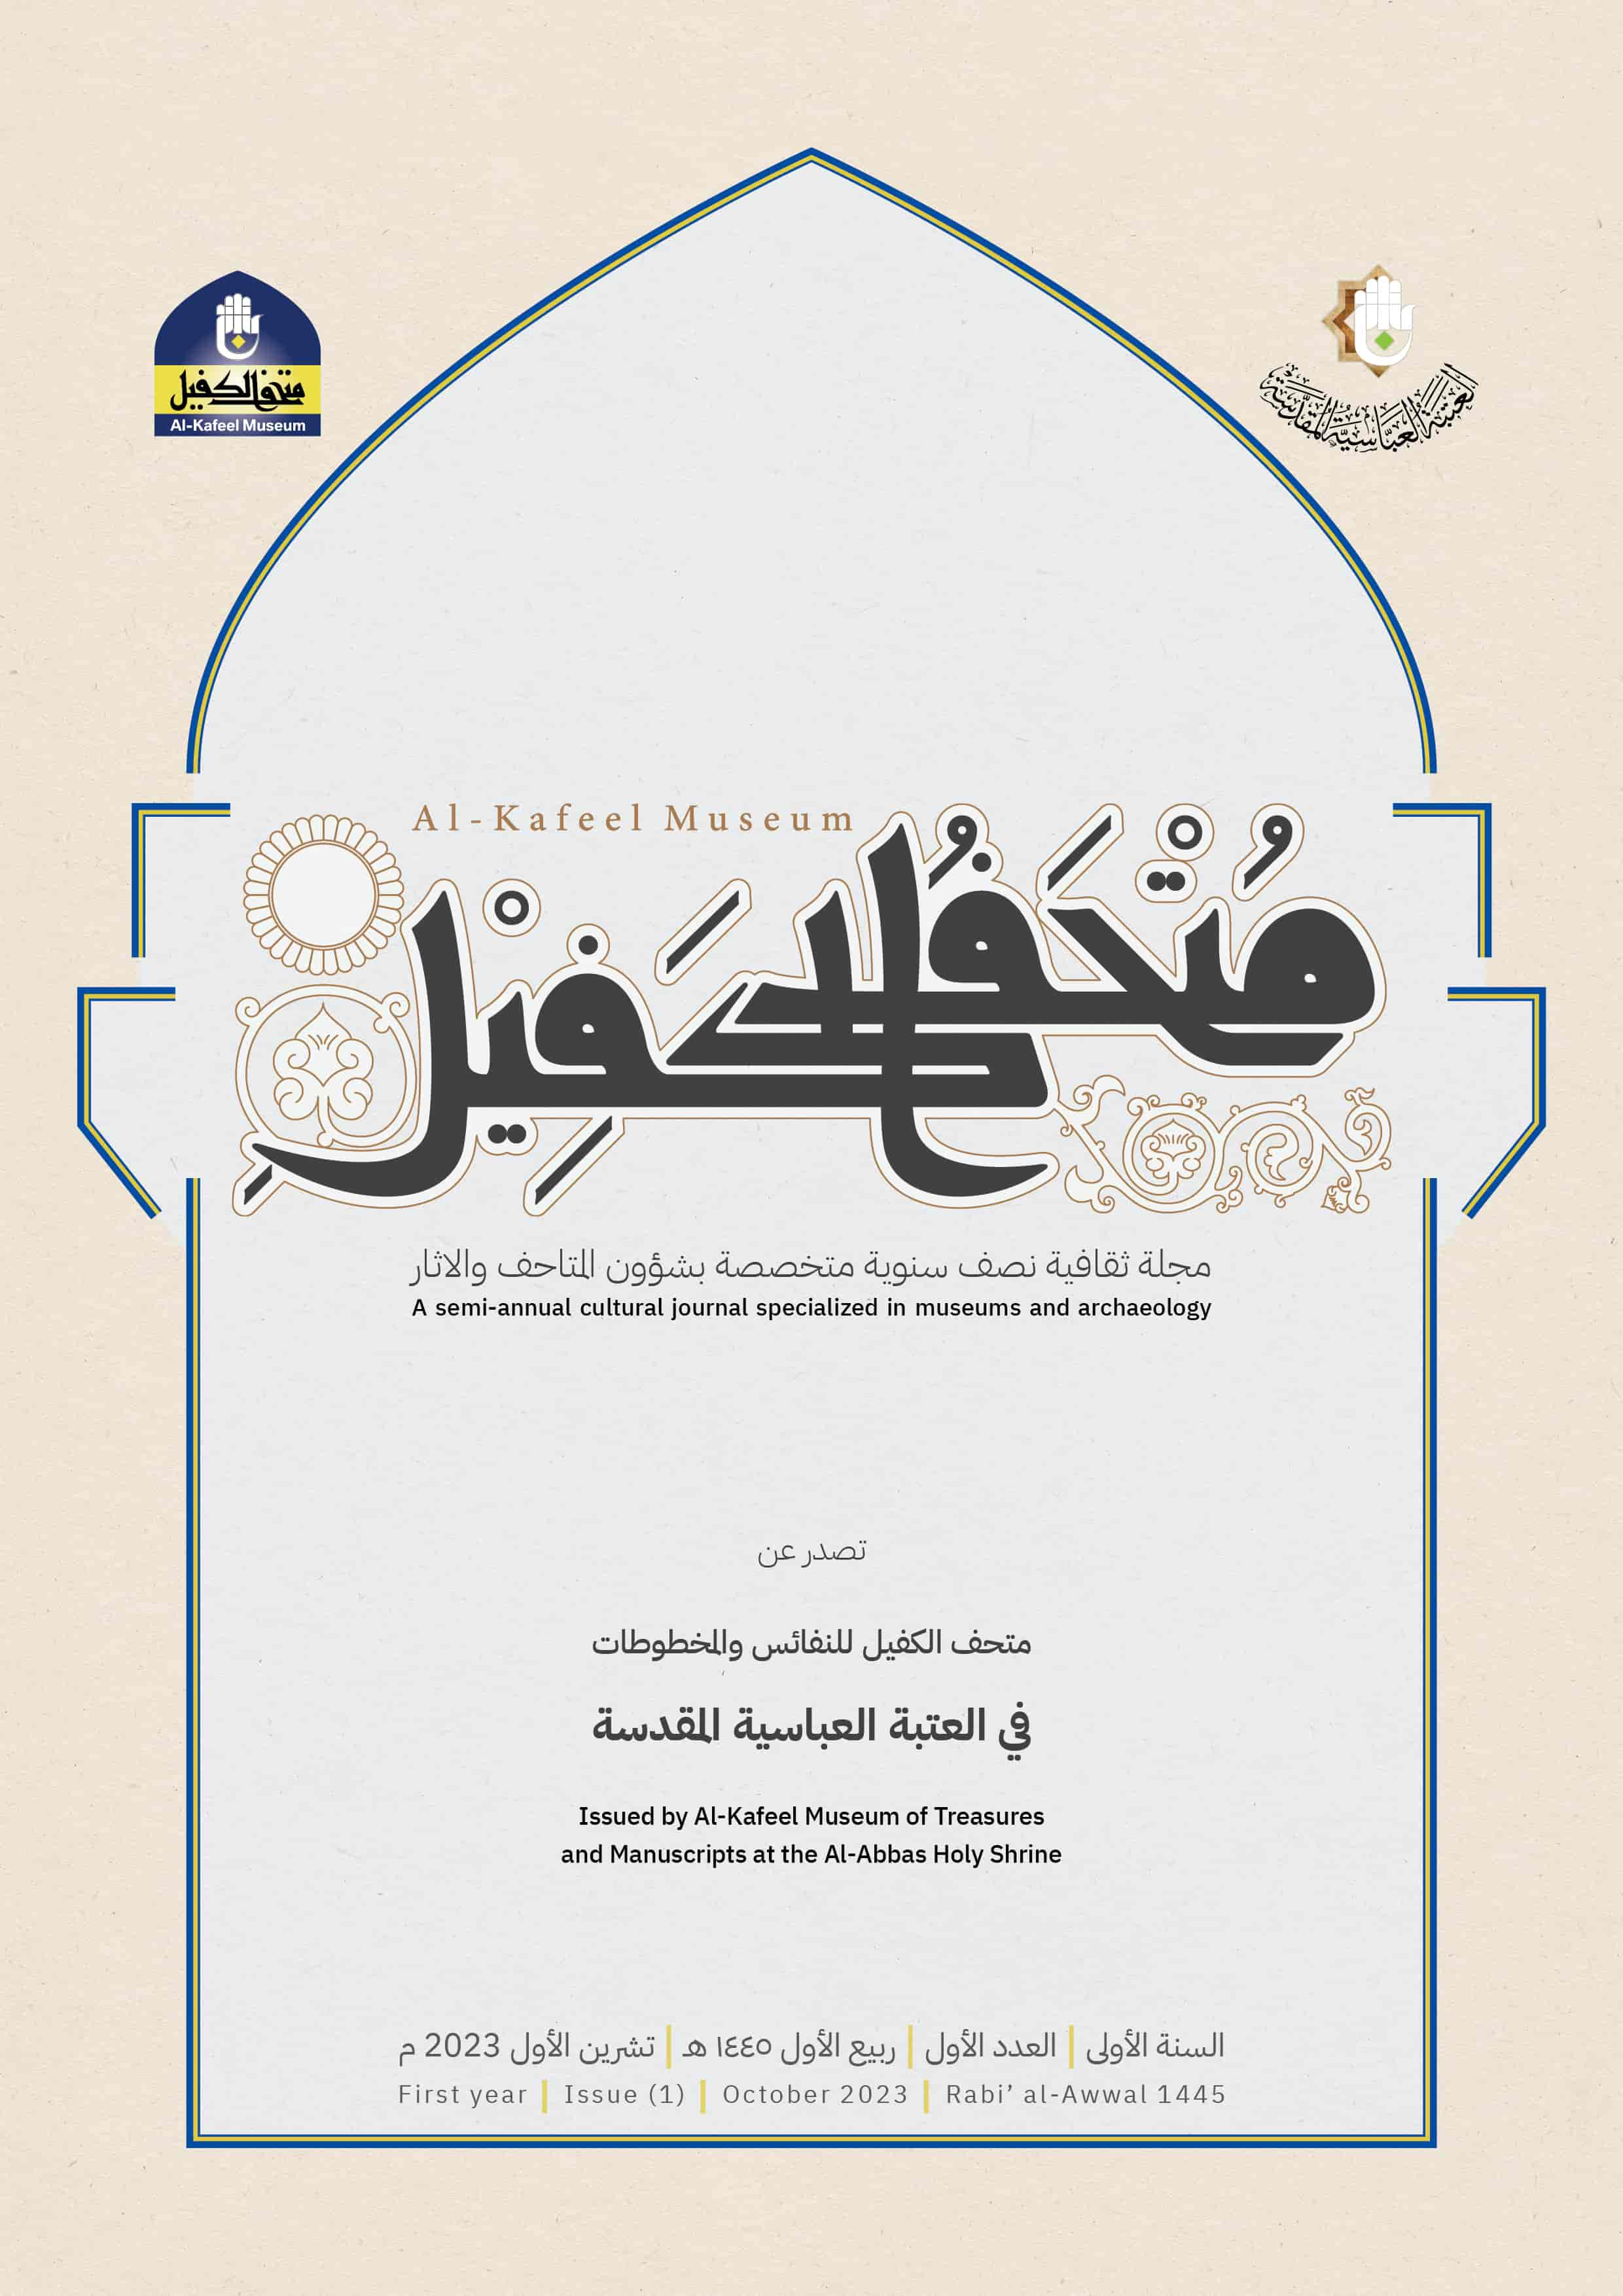 متحف الكفيل
Al-Kafeel Museum
العتبة العباسية المقدسة
Al-Kafeel Museum
مُتْحَفُ الكَفِيْلِ
مجلة ثقافية نصف سنوية متخصصة بشؤون المتاحف والاثار
A semi-annual cultural journal specialized in museums and archaeology
تصدر عن
متحف الكفيل للنفائس والمخطوطات
في العتبة العباسية المقدسة
Issued by Al-Kafeel Museum of Treasures
and Manuscripts at the Al-Abbas Holy Shrine
السنة الأولى | العدد الأول | ربيع الأول ١٤٤٥ هـ | تشرين الأول 2023 م
First year | Issue (1) | October 2023 | Rabi’ al-Awwal 1445